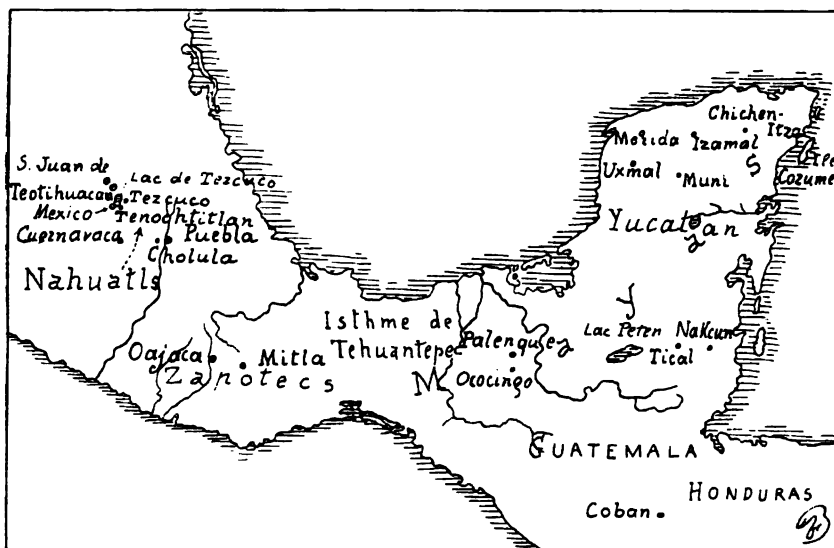 Chichen-
Itza
Merida
Izamal
Uxmal
Muni
Cozume
Yucatan
S. Juan de
Teotihuacan
Lac de Tezcuco
Tezcuco
Mexico
Tenochtitlan
Cuernavaca
Puebla
Cholula
Nahuatls
Isthme de
Tehuantepec
Oajaca
Mitla
Zapotecs
Palenque
Ococingo
Lac Peten
Nakcun
Tical
M
a
y
a
s
GUATEMALA
HONDURAS
Coban